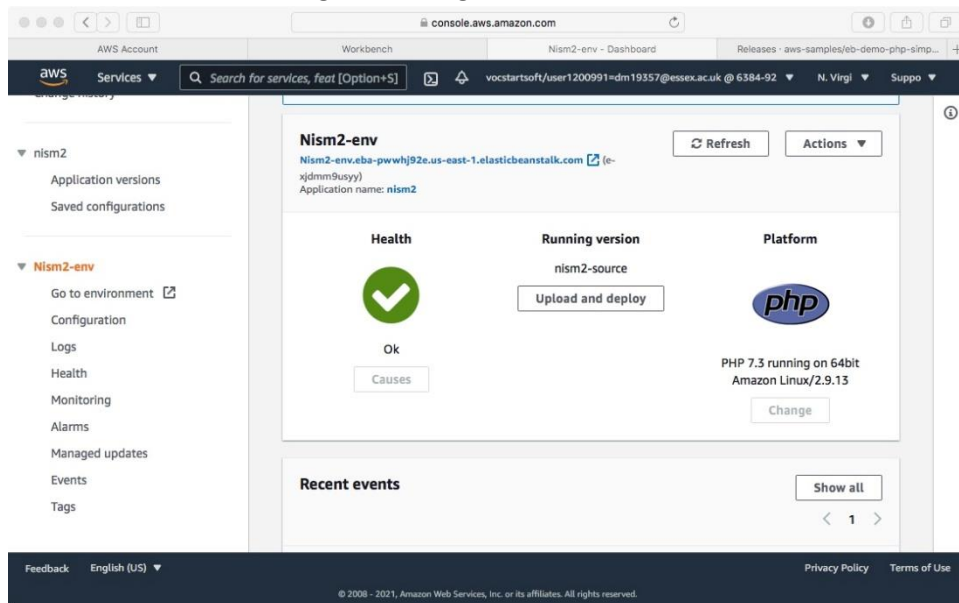 console.aws.amazon.com
AWS Account
Workbench
Nism2-env - Dashboard
Releases · aws-samples/eb-demo-php-simp...
aws
Services ▼
Search for services, feat [Option+S]
vocstartsoft/user1200991=dm19357@essex.ac.uk @ 6384-92 ▼
N. Virgi ▼
Suppo ▼
nism2
Application versions
Saved configurations
Nism2-env
Go to environment
Configuration
Logs
Health
Monitoring
Alarms
Managed updates
Events
Tags
Nism2-env
Nism2-env.eba-pwwhj92e.us-east-1.elasticbeanstalk.com (e-
xjdmm9usyy)
Application name: nism2
Refresh
Actions ▼
Health
Ok
Causes
Running version
nism2-source
Upload and deploy
Platform
php
PHP 7.3 running on 64bit
Amazon Linux/2.9.13
Change
Recent events
Show all
< 1 >
Feedback
English (US) ▼
Privacy Policy
Terms of Use
© 2008 - 2021, Amazon Web Services, Inc. or its affiliates. All rights reserved.